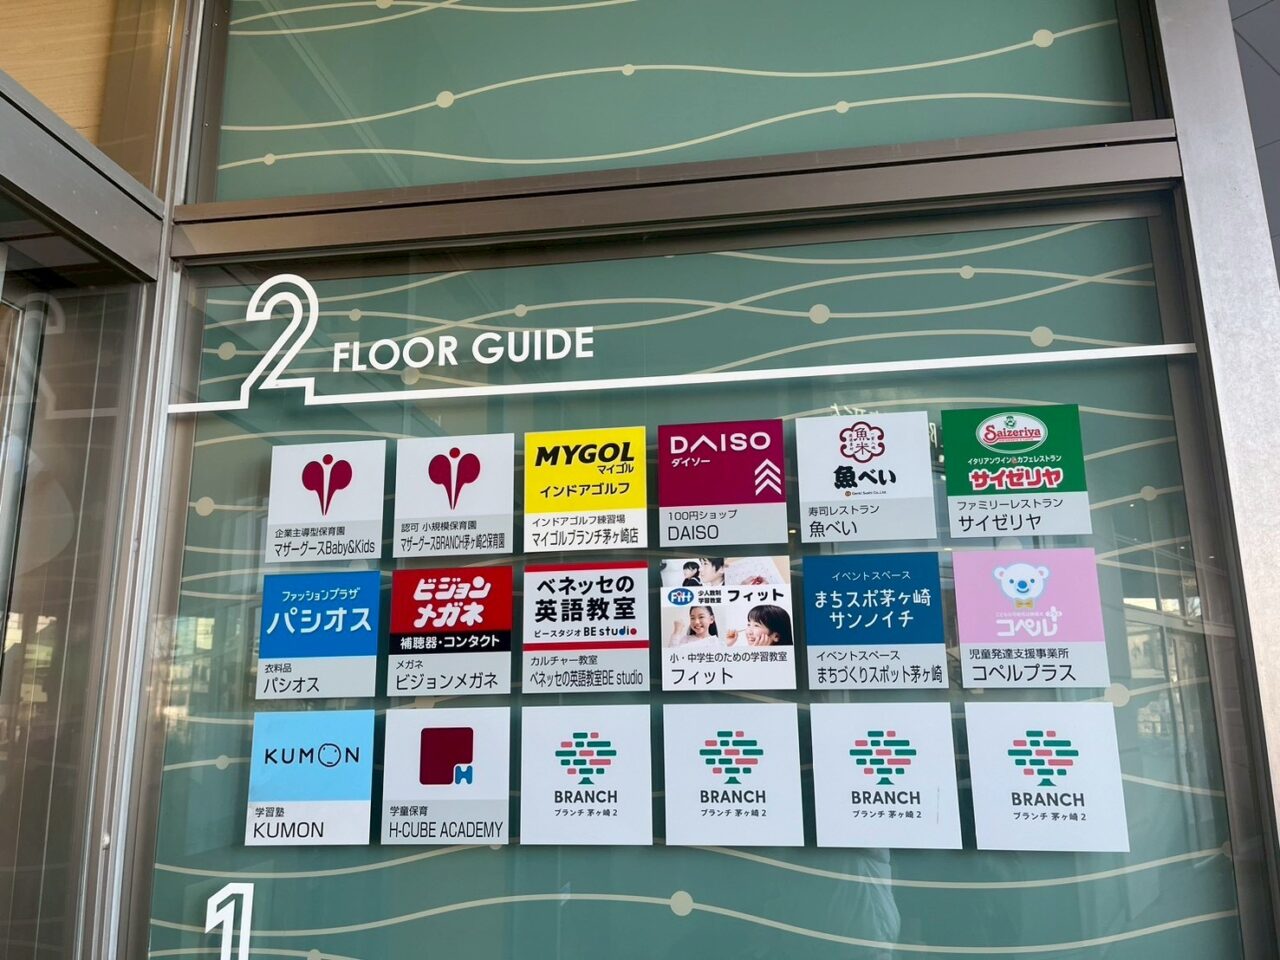 2 FLOOR GUIDE
企業主導型保育園
マザーグースBaby&Kids
認可 小規模保育園
マザーグースBRANCH茅ヶ崎2保育園
MYGOL
マイゴル
インドアゴルフ
インドアゴルフ練習場
マイゴルブランチ茅ヶ崎店
DAISO
ダイソー
100円ショップ
DAISO
魚米
魚べい
Genki Sushi Co.,Ltd.
寿司レストラン
魚べい
Saizeriya
イタリアンワイン&カフェレストラン
サイゼリヤ
ファミリーレストラン
サイゼリヤ
ファッションプラザ
パシオス
衣料品
パシオス
ビジョン
メガネ
補聴器・コンタクト
メガネ
ビジョンメガネ
ベネッセの
英語教室
ビースタジオ BE studio
カルチャー教室
ベネッセの英語教室BE studio
Fitt 少人数制 学習教室 フィット
小・中学生のための学習教室
フィット
イベントスペース
まちスポ茅ヶ崎
サンノイチ
イベントスペース
まちづくりスポット茅ヶ崎
コペル
児童発達支援事業所
コペルプラス
KUMON
学習塾
KUMON
H
学童保育
H-CUBE ACADEMY
BRANCH
ブランチ 茅ヶ崎 2
BRANCH
ブランチ 茅ヶ崎 2
BRANCH
ブランチ 茅ヶ崎 2
BRANCH
ブランチ 茅ヶ崎 2
1